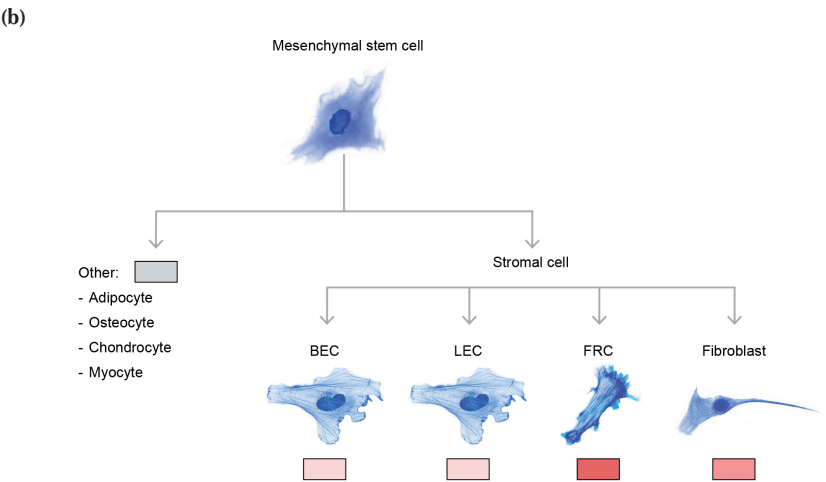 (b)
Mesenchymal stem cell
Other:
- Adipocyte
- Osteocyte
- Chondrocyte
- Myocyte
Stromal cell
BEC
LEC
FRC
Fibroblast